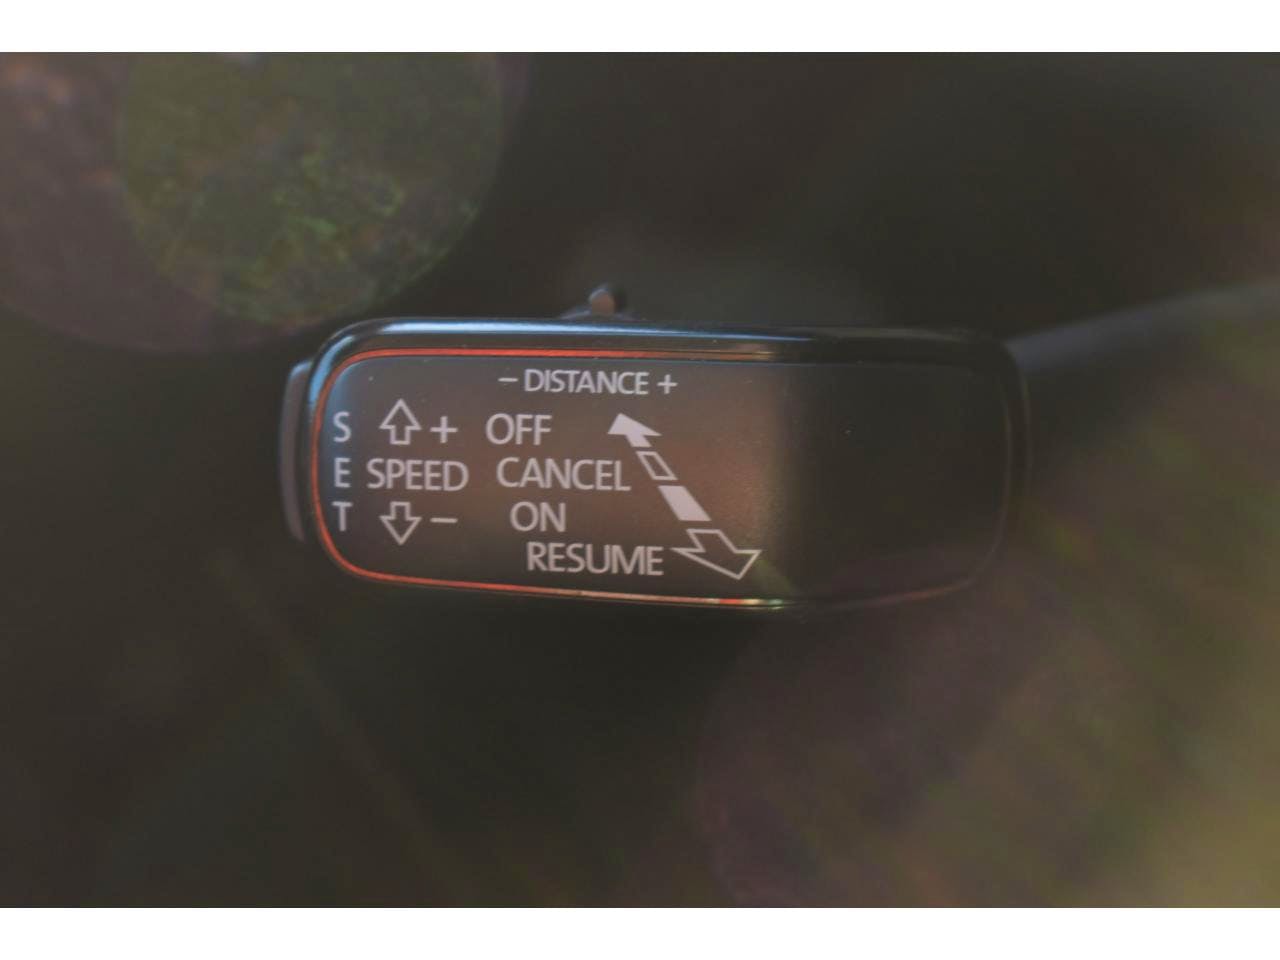 − DISTANCE +
S + OFF
E SPEED CANCEL
T − ON
RESUME